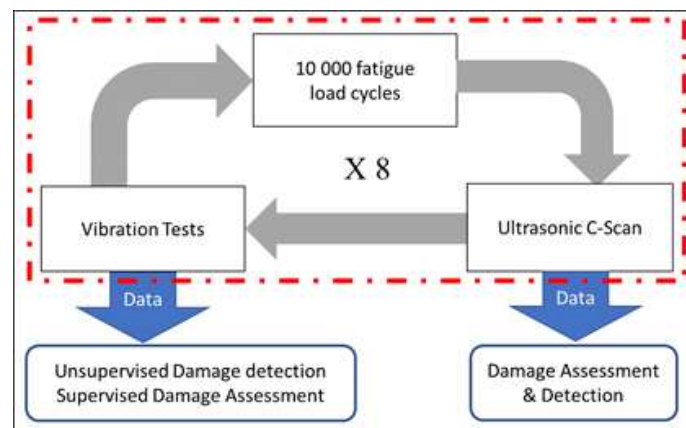 10 000 fatigue
load cycles
X 8
Vibration Tests
Ultrasonic C-Scan
Data
Data
Unsupervised Damage detection
Supervised Damage Assessment
Damage Assessment
& Detection